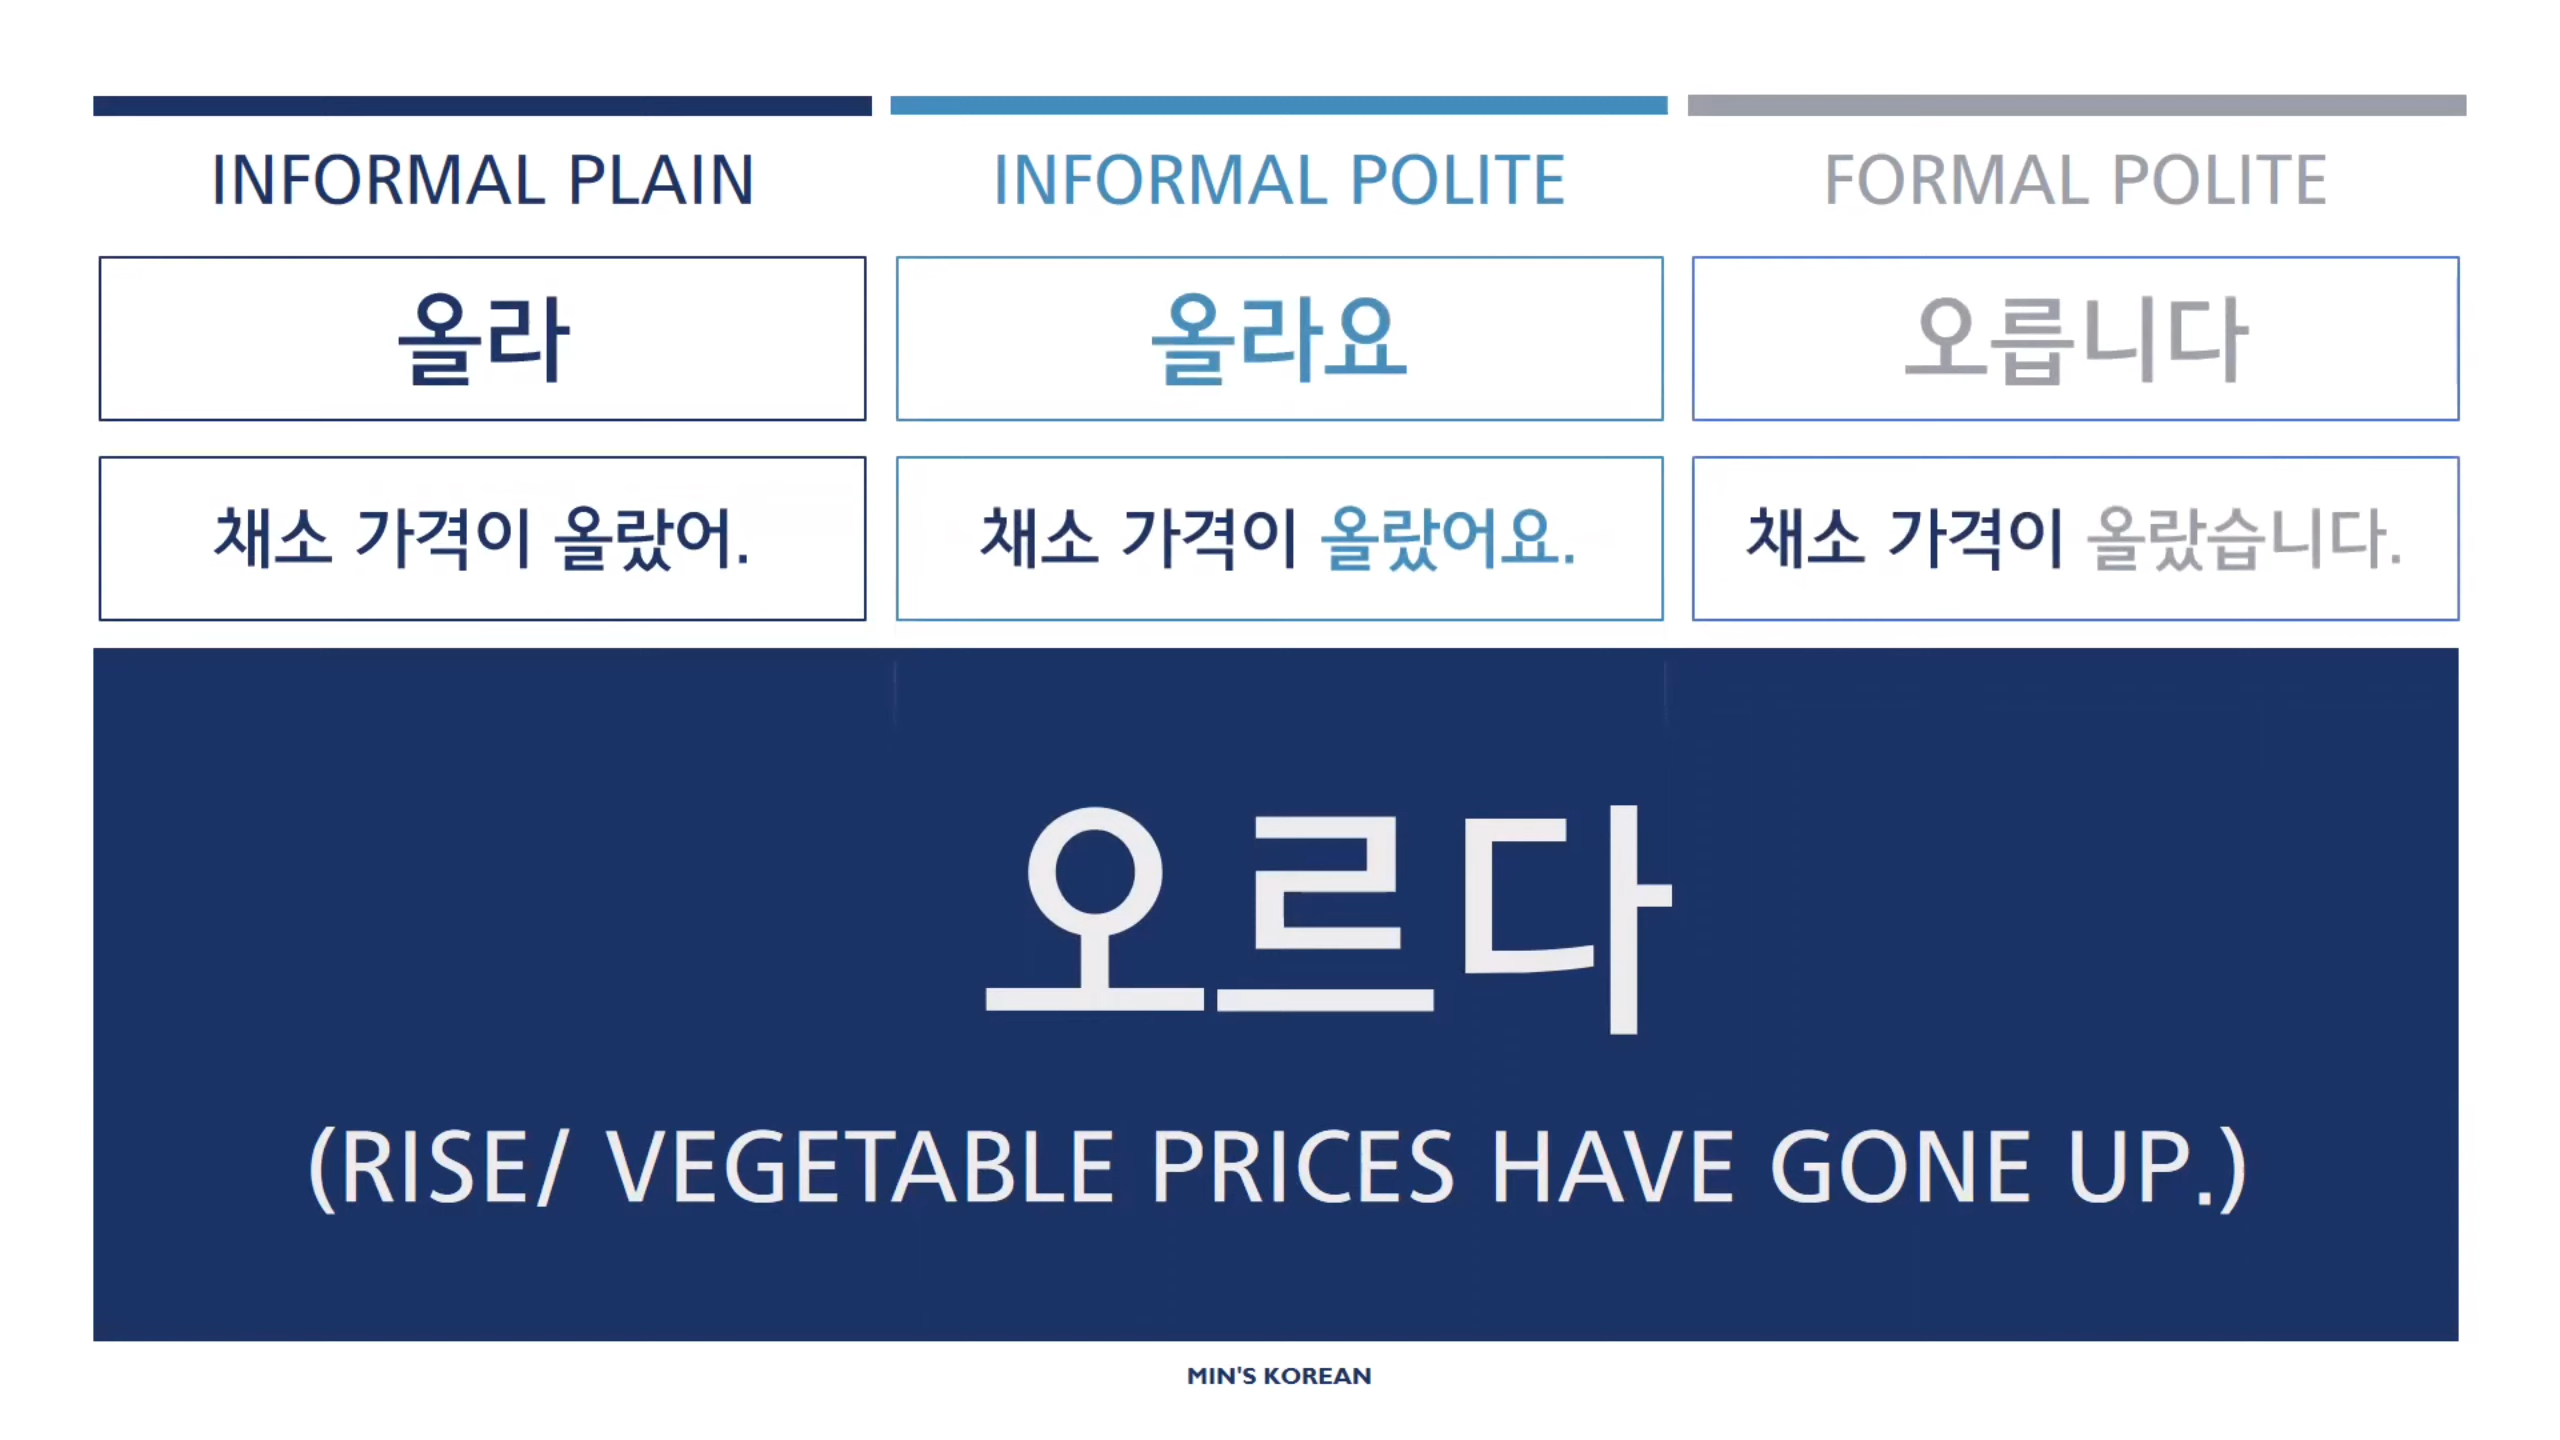 INFORMAL PLAIN
INFORMAL POLITE
FORMAL POLITE
올라
올라요
오릅니다
채소 가격이 올랐어.
채소 가격이 올랐어요.
채소 가격이 올랐습니다.
오르다
(RISE/ VEGETABLE PRICES HAVE GONE UP.)
MIN'S KOREAN